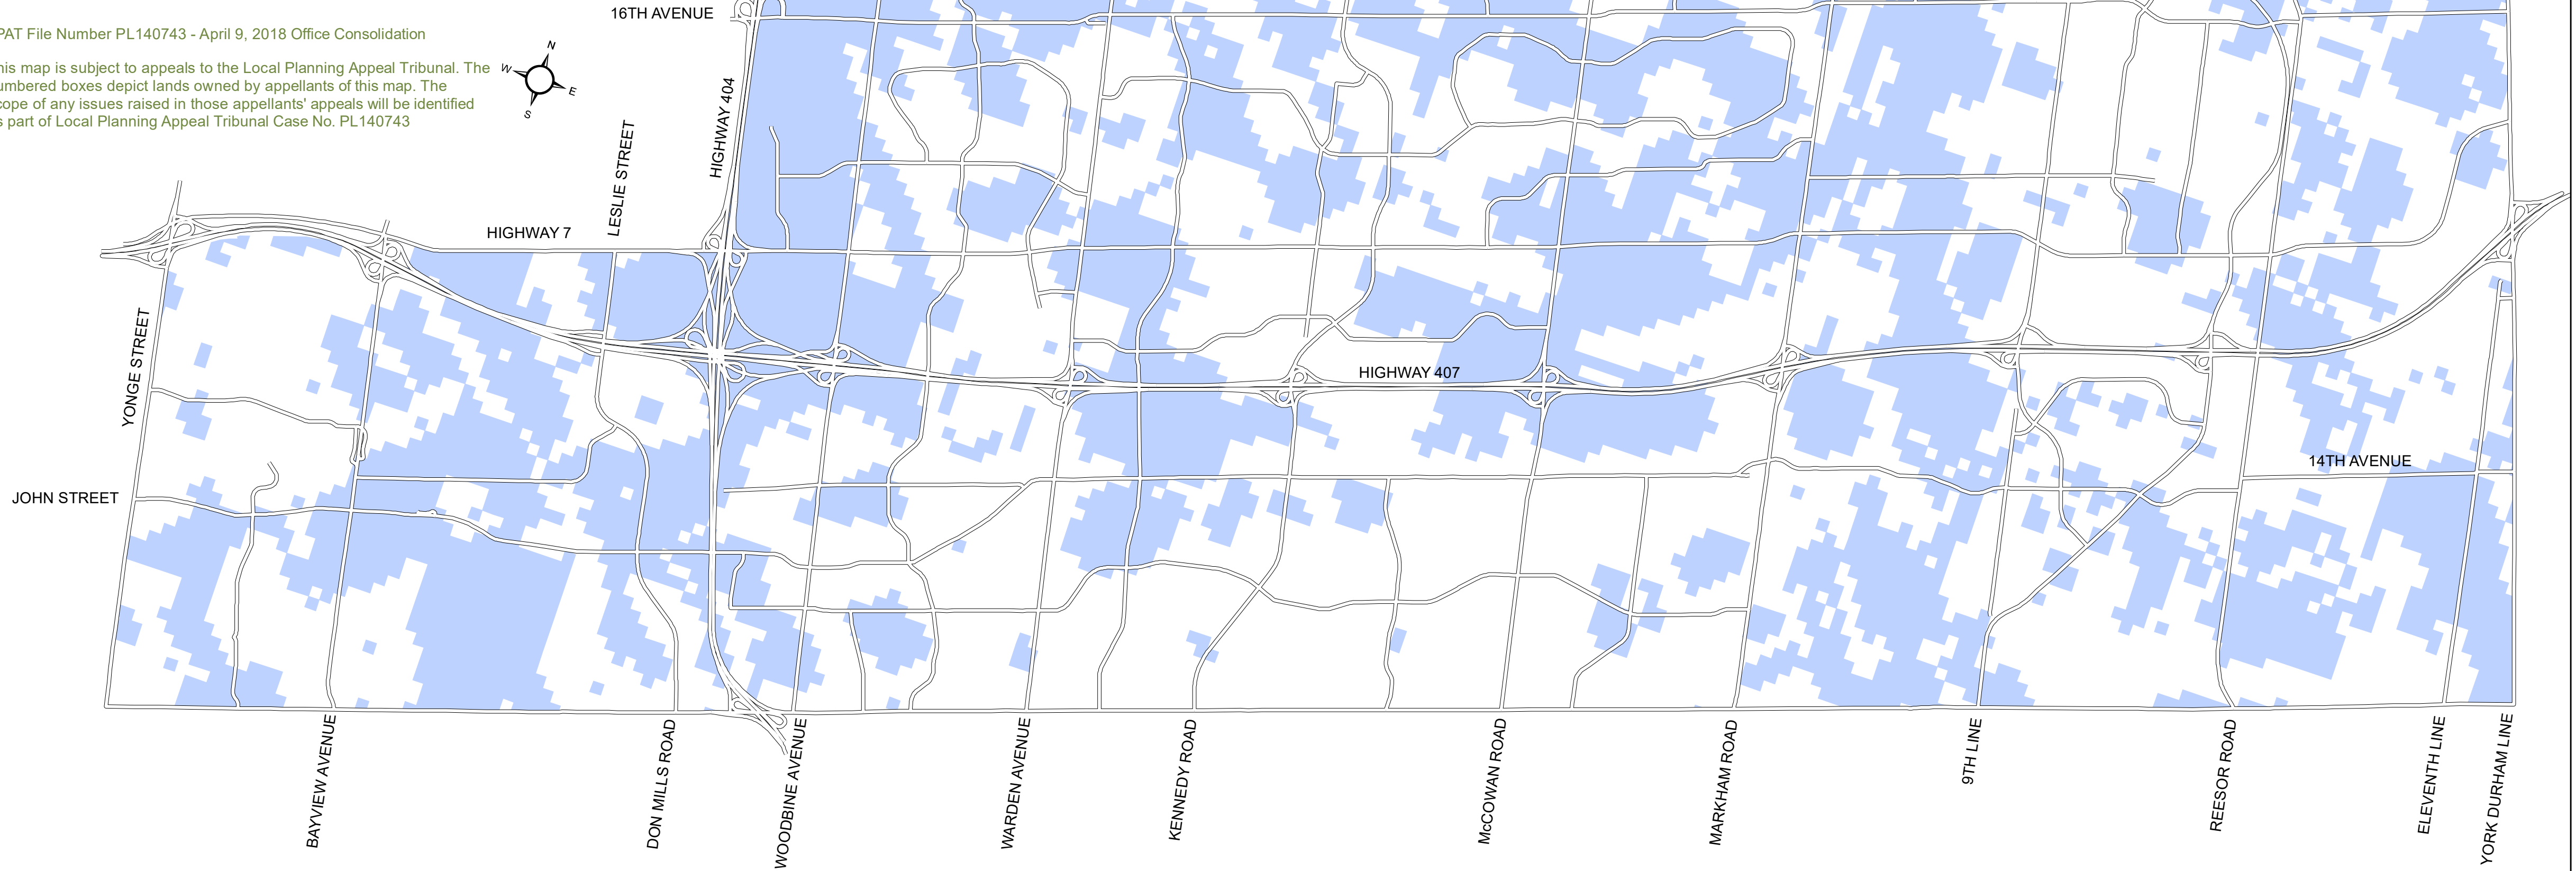 16TH AVENUE
PAT File Number PL140743 - April 9, 2018 Office Consolidation
his map is subject to appeals to the Local Planning Appeal Tribunal. The
umbered boxes depict lands owned by appellants of this map. The
cope of any issues raised in those appellants' appeals will be identified
s part of Local Planning Appeal Tribunal Case No. PL140743
N
W
E
S
HIGHWAY 404
LESLIE STREET
HIGHWAY 7
YONGE STREET
HIGHWAY 407
14TH AVENUE
JOHN STREET
BAYVIEW AVENUE
DON MILLS ROAD
WOODBINE AVENUE
WARDEN AVENUE
KENNEDY ROAD
McCOWAN ROAD
MARKHAM ROAD
9TH LINE
REESOR ROAD
ELEVENTH LINE
YORK DURHAM LINE